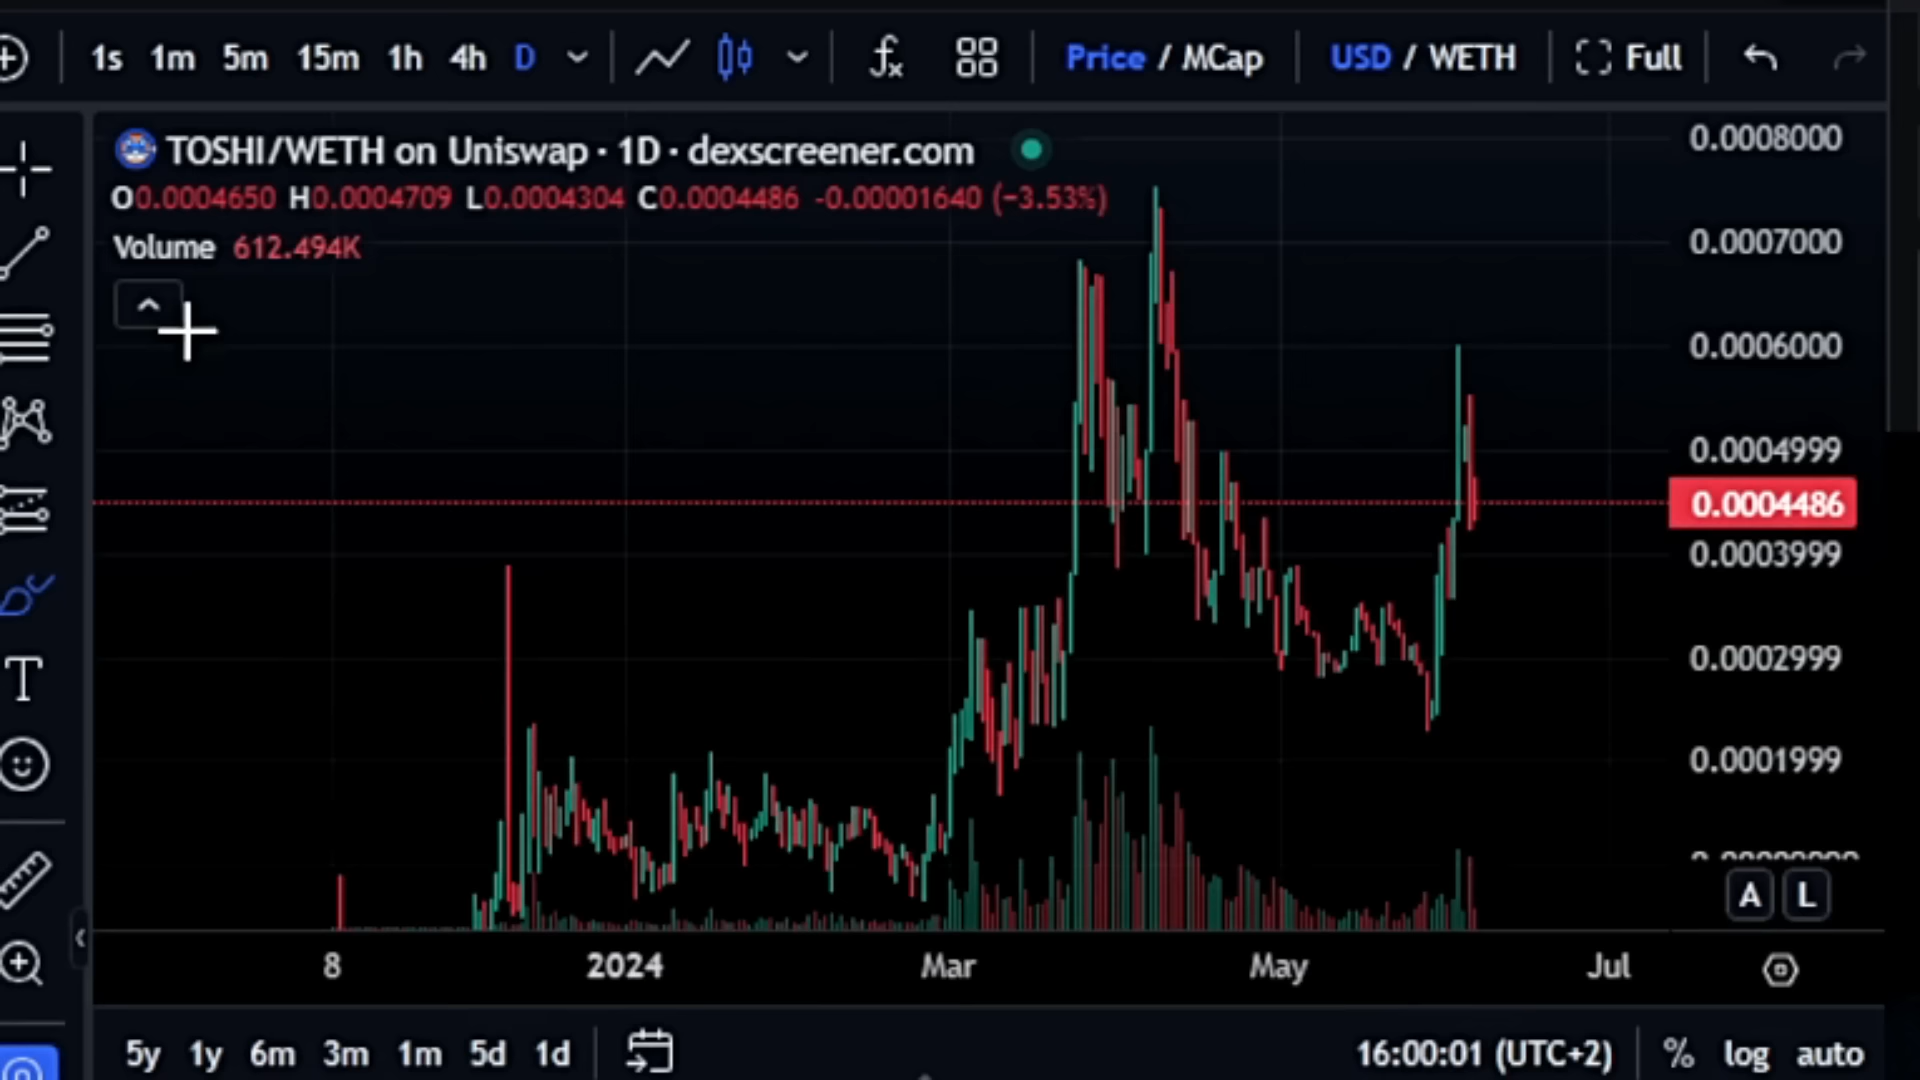 1s 1m 5m 15m 1h 4h D Price / MCap USD / WETH Full
TOSHI/WETH on Uniswap · 1D · dexscreener.com
O0.0004650 H0.0004709 L0.0004304 C0.0004486 -0.00001640 (−3.53%)
Volume 612.494K
0.0008000
0.0007000
0.0006000
0.0004999
0.0004486
0.0003999
0.0002999
0.0001999
A L
8 2024 Mar May Jul
5y 1y 6m 3m 1m 5d 1d 16:00:01 (UTC+2) % log auto